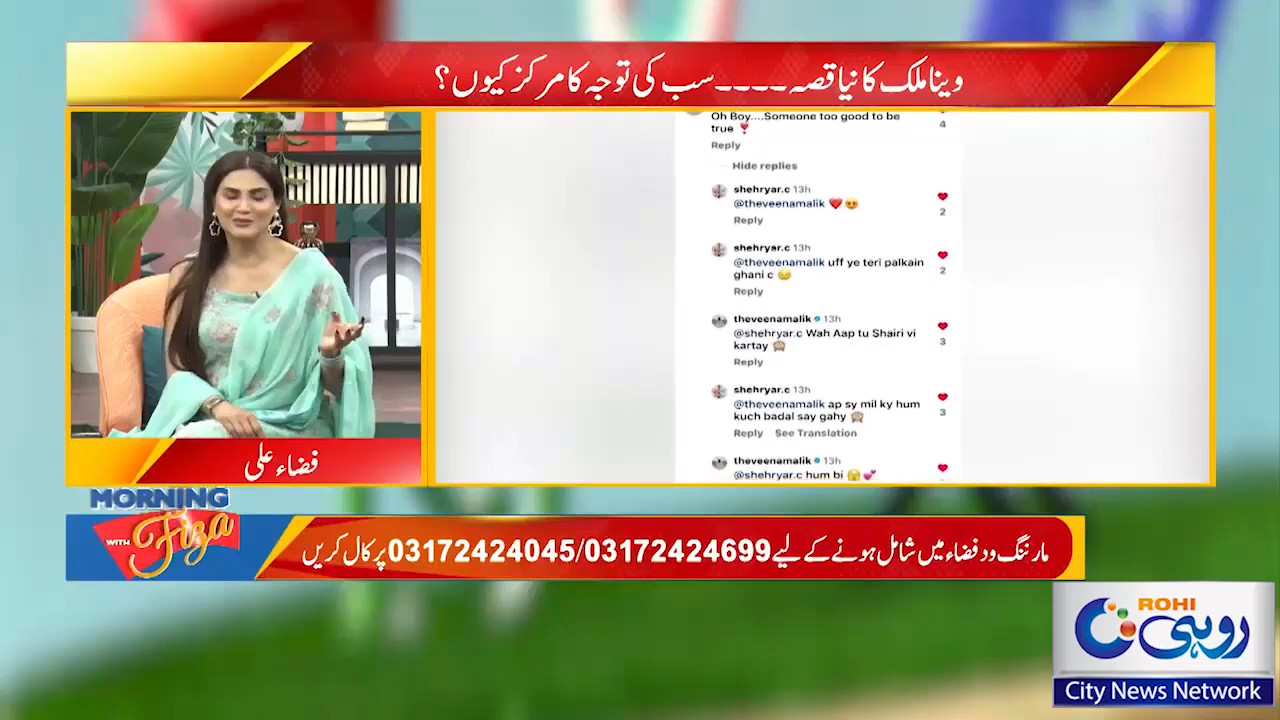 وینا ملک کا نیا قصہ ۔۔۔۔ سب کی توجہ کا مرکز کیوں؟
Oh Boy....Someone too good to be
true
4
Reply
Hide replies
shehryar.c 13h
@theveenamalik ❤️😍
2
Reply
shehryar.c 13h
@theveenamalik uff ye teri palkain
ghani c
2
Reply
theveenamalik 13h
@shehryar.c Wah Aap tu Shairi vi
kartay 🙈
3
Reply
shehryar.c 13h
@theveenamalik ap sy mil ky hum
kuch badal say gahy 🙈
3
Reply See Translation
theveenamalik 13h
@shehryar.c hum bi 🫣💕
فضاء علی
MORNING
WITH Fiza
مارننگ ود فضاء میں شامل ہونے کے لیے 03172424045/03172424699 پر کال کریں
ROHI
روہی
City News Network